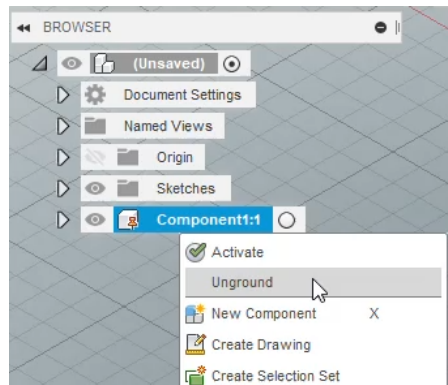 BROWSER
(Unsaved)
Document Settings
Named Views
Origin
Sketches
Component1:1
Activate
Unground
New Component X
Create Drawing
Create Selection Set